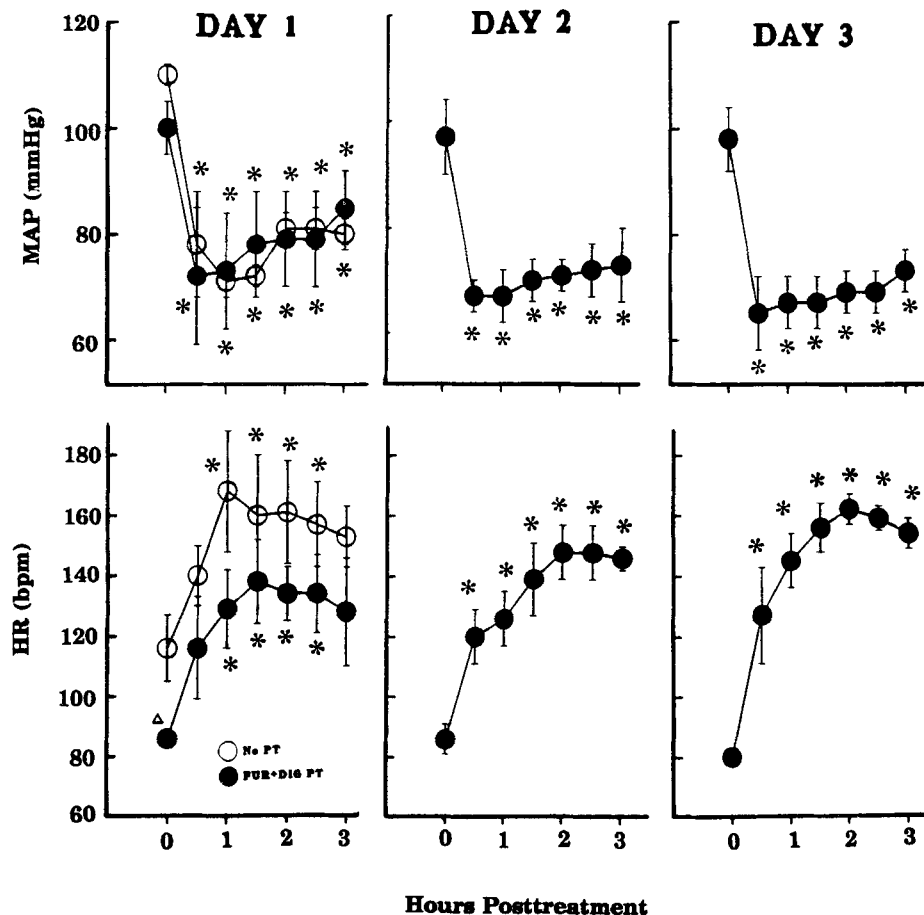 DAY 1
DAY 2
DAY 3
MAP (mmHg)
120
100
80
60
* * * * * *
* * * * * *
* * * * * *
* * * * * *
HR (bpm)
180
160
140
120
100
80
60
* * * *
* * * *
* * * * * *
* * * * * *
Δ
No PT
FUR+DIG PT
0 1 2 3
0 1 2 3
0 1 2 3
Hours Posttreatment